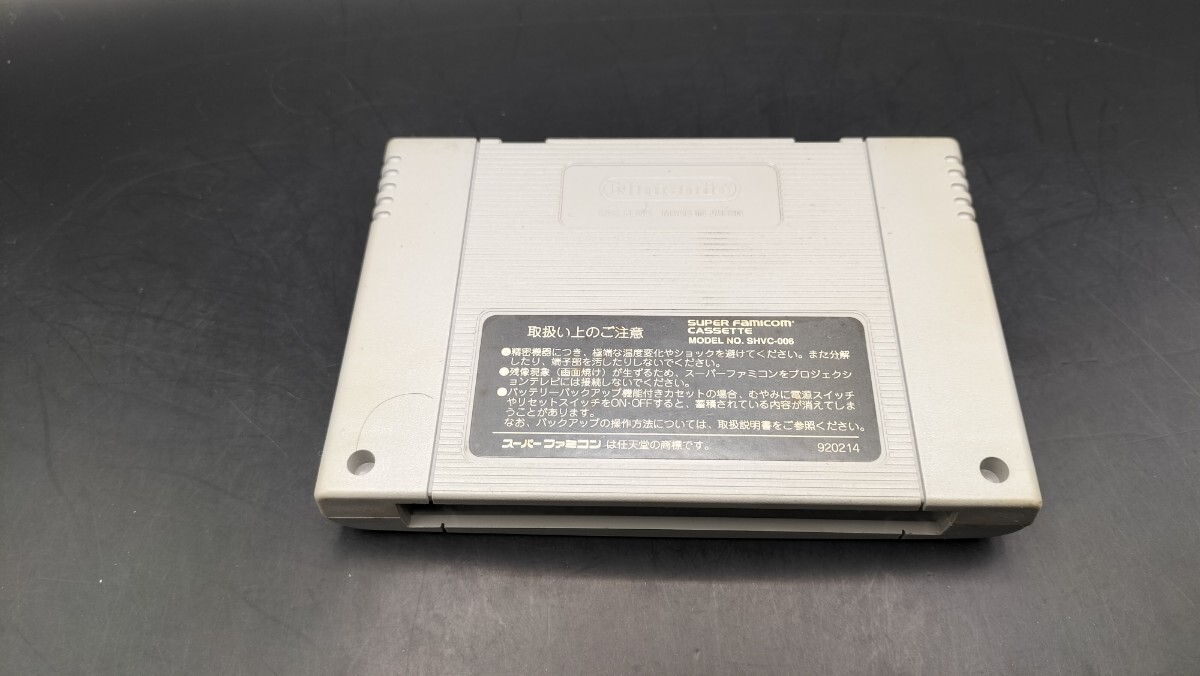 Nintendo
取扱い上のご注意
SUPER FAMICOM
CASSETTE
MODEL NO. SHVC-006
●精密機器につき、極端な温度変化やショックを避けてください。また分解
したり、端子部を汚したりしないでください。
●残像現象（画面焼け）が生ずるため、スーパーファミコンをプロジェクシ
ョンテレビには接続しないでください。
●バッテリーバックアップ機能付きカセットの場合、むやみに電源スイッチ
やリセットスイッチをON・OFFすると、蓄積されている内容が消えてしま
うことがあります。
なお、バックアップの操作方法については、取扱説明書をご参照ください。
スーパーファミコン は任天堂の商標です。
920214